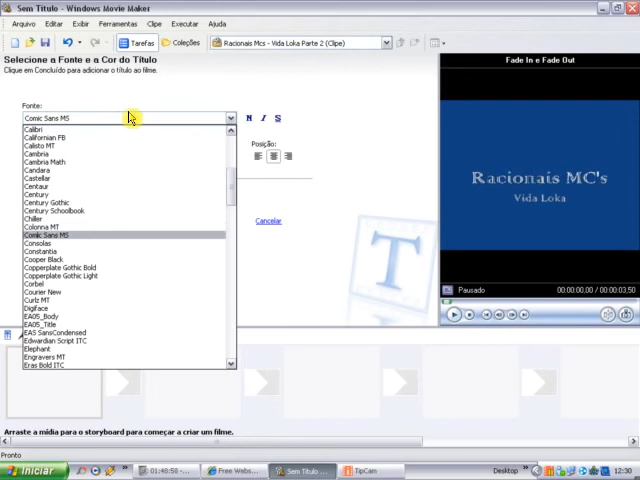 Sem Título - Windows Movie Maker
Arquivo Editar Exibir Ferramentas Clipe Executar Ajuda
Tarefas Coleções Racionais Mcs - Vida Loka Parte 2 (Clipe)
Selecione a Fonte e a Cor do Título
Clique em Concluído para adicionar o título ao filme.
Fonte:
Comic Sans MS
N I S
Calibri
Californian FB
Calisto MT
Cambria
Cambria Math
Candara
Castellar
Centaur
Century
Century Gothic
Century Schoolbook
Chiller
Colonna MT
Comic Sans MS
Consolas
Constantia
Cooper Black
Copperplate Gothic Bold
Copperplate Gothic Light
Corbel
Courier New
Curlz MT
Digiface
EA05_Body
EA05_Title
EAS SansCondensed
Edwardian Script ITC
Elephant
Engravers MT
Eras Bold ITC
Posição:
Cancelar
Fade In e Fade Out
Racionais MC's
Vida Loka
Pausado 00:00:00,00 / 00:00:03,50
Arraste a mídia para o storyboard para começar a criar um filme.
Pronto
Iniciar 01:48:58 - Free Webs... Sem Título ... TipCam Desktop 12:30